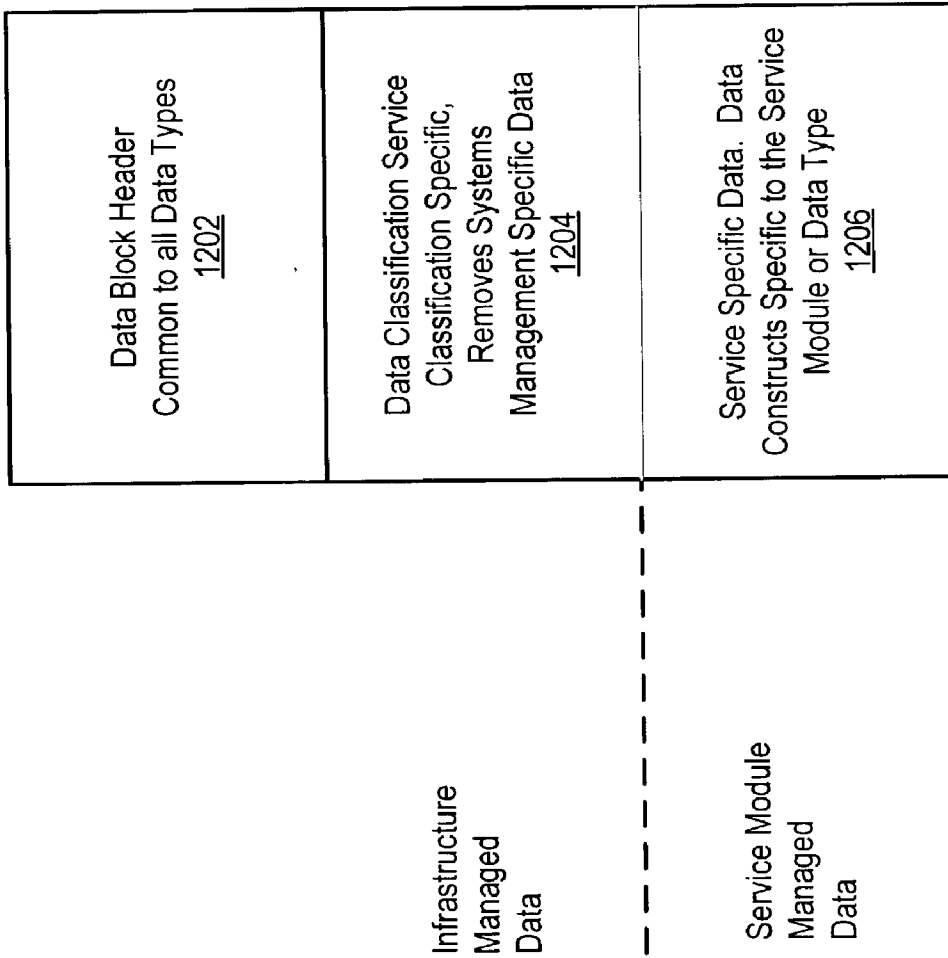 Data Block Header
Common to all Data Types
1202
Data Classification Service
Classification Specific,
Removes Systems
Management Specific Data
1204
Service Specific Data. Data
Constructs Specific to the Service
Module or Data Type
1206
Infrastructure
Managed
Data
Service Module
Managed
Data